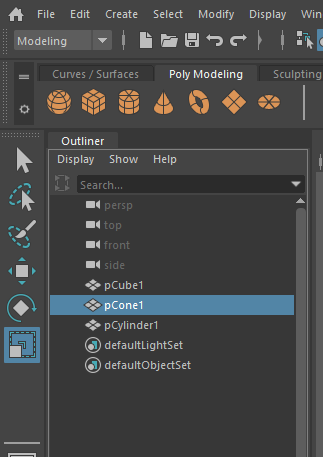 File Edit Create Select Modify Display Win
Modeling
Curves / Surfaces Poly Modeling Sculpting
Outliner
Display Show Help
Search...
persp
top
front
side
pCube1
pCone1
pCylinder1
defaultLightSet
defaultObjectSet